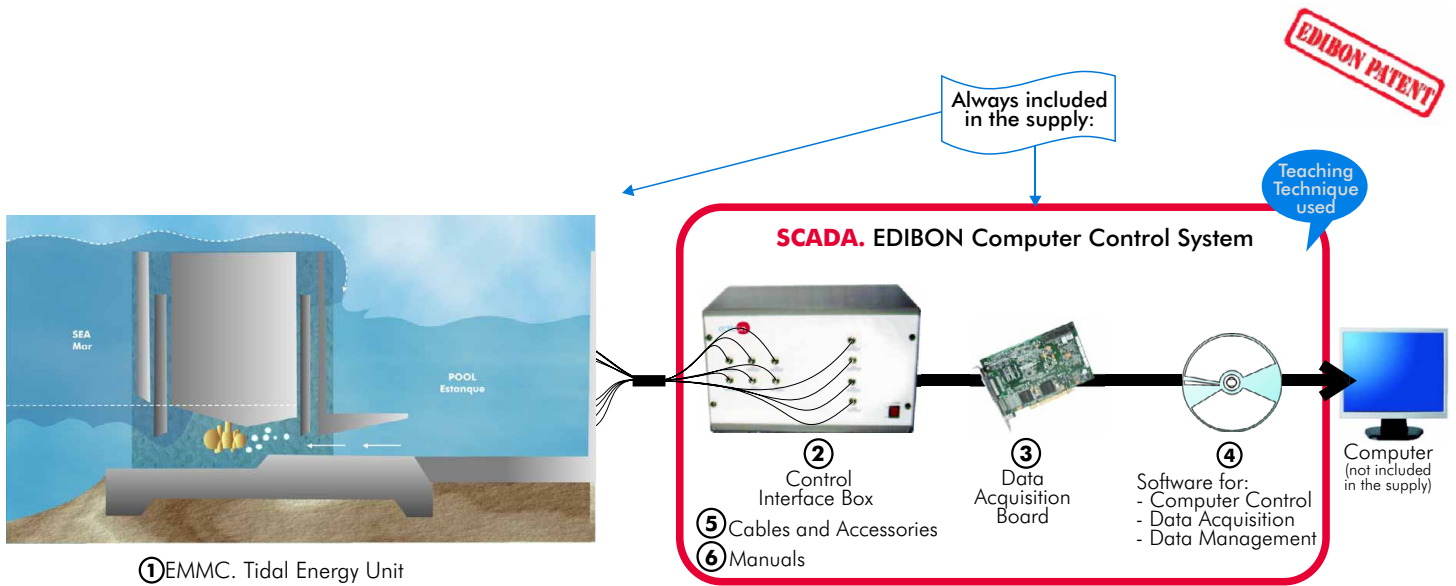 EDIBON PATENT
Always included
in the supply:
Teaching
Technique
used
SCADA. EDIBON Computer Control System
SEA
Mar
POOL
Estanque
① EMMC. Tidal Energy Unit
②
Control
Interface Box
③
Data
Acquisition
Board
④
Software for:
- Computer Control
- Data Acquisition
- Data Management
⑤ Cables and Accessories
⑥ Manuals
Computer
(not included
in the supply)